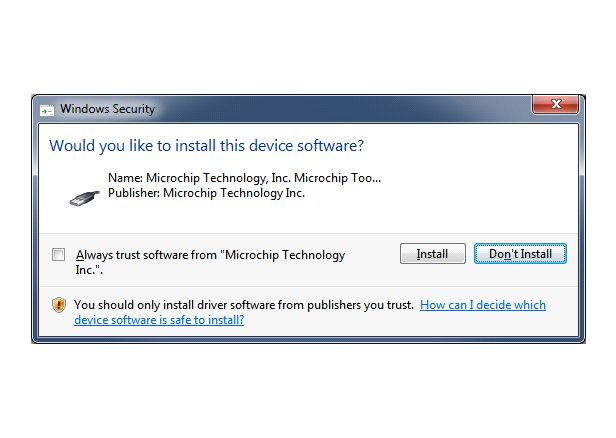 Windows Security
Would you like to install this device software?
Name: Microchip Technology, Inc. Microchip Too...
Publisher: Microchip Technology Inc.
Always trust software from "Microchip Technology
Inc.".
Install
Don't Install
You should only install driver software from publishers you trust. How can I decide which
device software is safe to install?